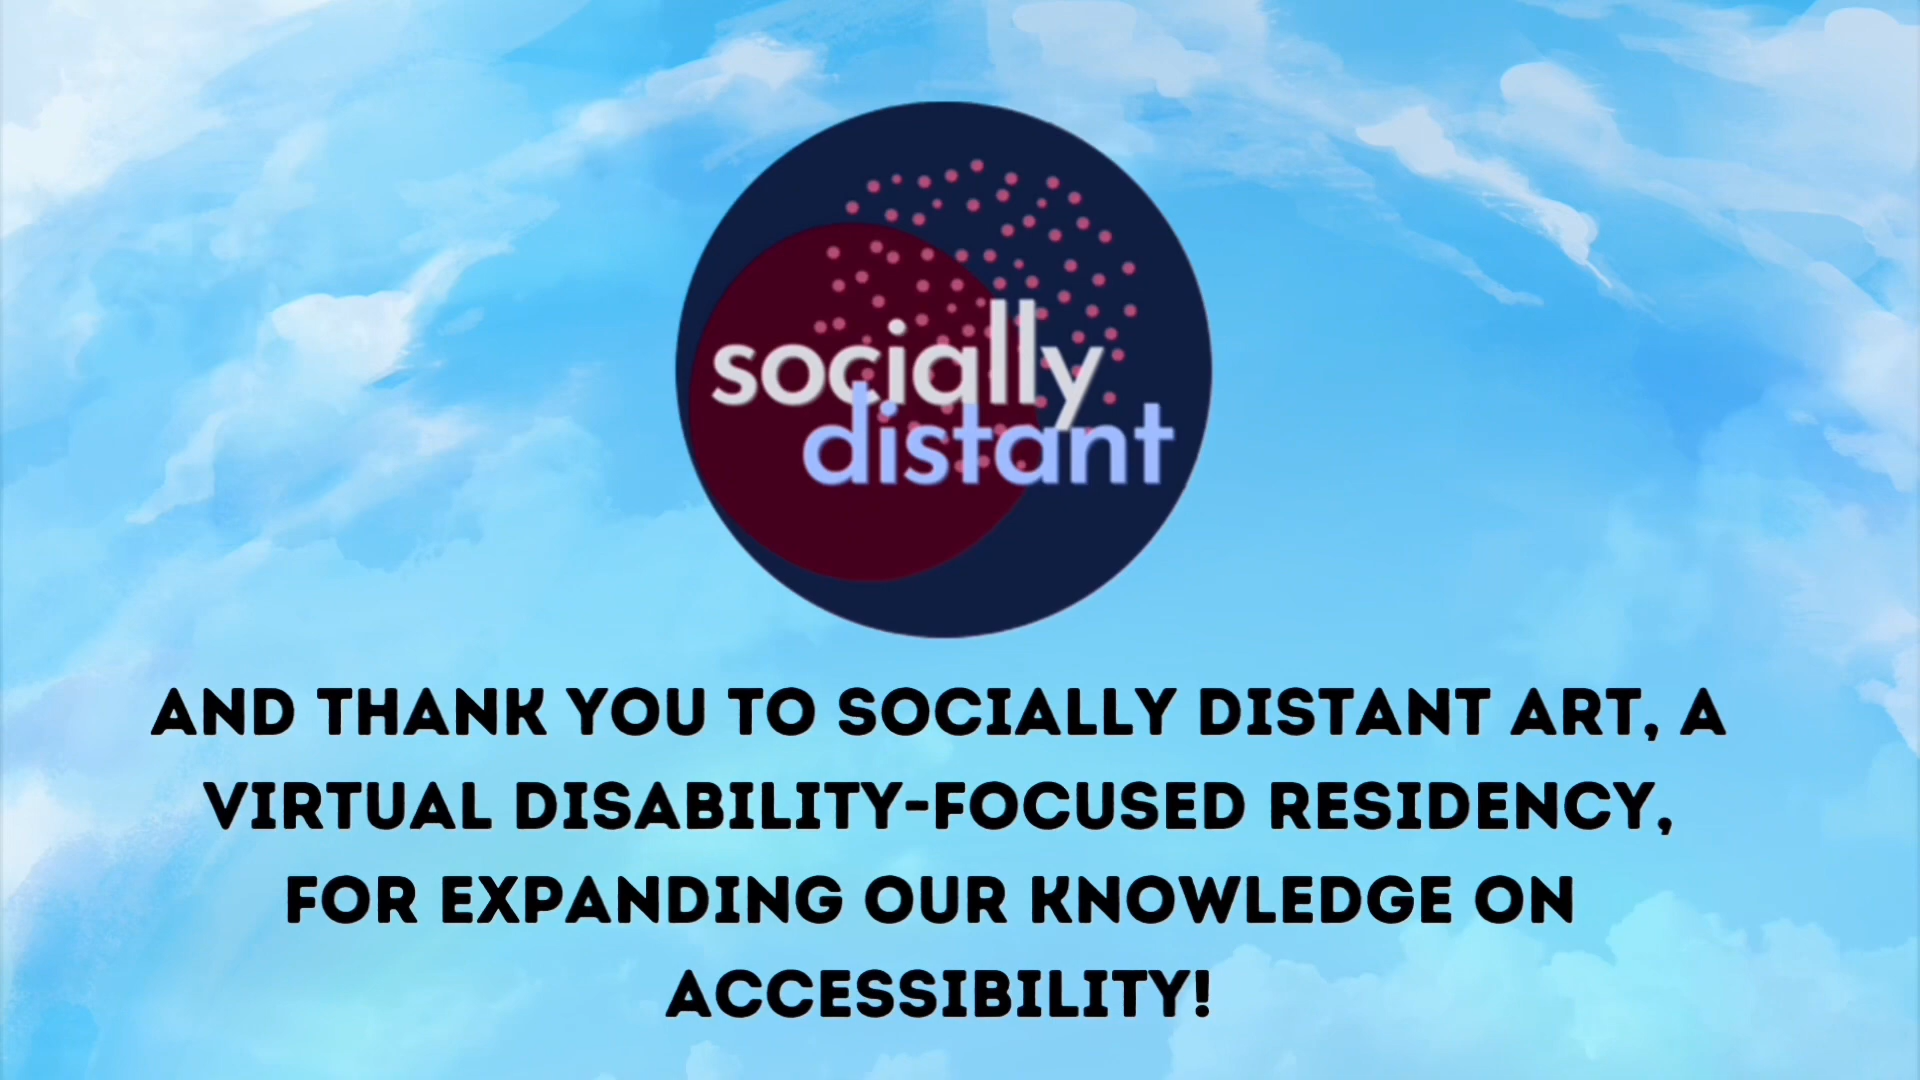 socially
distant
AND THANK YOU TO SOCIALLY DISTANT ART, A
VIRTUAL DISABILITY-FOCUSED RESIDENCY,
FOR EXPANDING OUR KNOWLEDGE ON
ACCESSIBILITY!